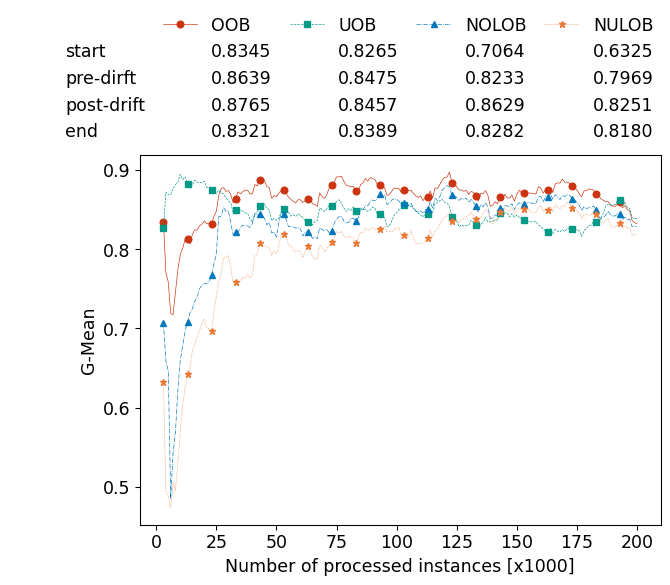 OOB UOB NOLOB NULOB
start 0.8345 0.8265 0.7064 0.6325
pre-dirft 0.8639 0.8475 0.8233 0.7969
post-drift 0.8765 0.8457 0.8629 0.8251
end 0.8321 0.8389 0.8282 0.8180
0.9
0.8
0.7
0.6
0.5
G-Mean
0 25 50 75 100 125 150 175 200
Number of processed instances [x1000]